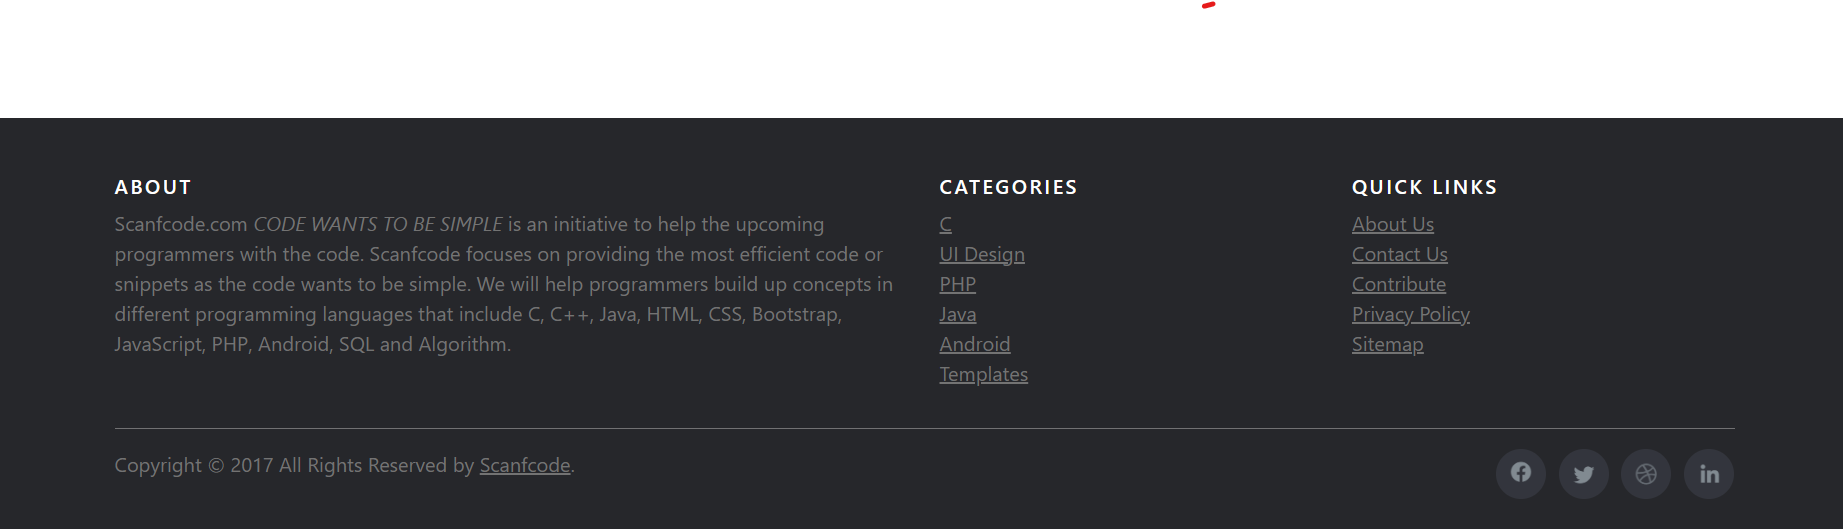 ABOUT
Scanfcode.com CODE WANTS TO BE SIMPLE is an initiative to help the upcoming
programmers with the code. Scanfcode focuses on providing the most efficient code or
snippets as the code wants to be simple. We will help programmers build up concepts in
different programming languages that include C, C++, Java, HTML, CSS, Bootstrap,
JavaScript, PHP, Android, SQL and Algorithm.
CATEGORIES
C
UI Design
PHP
Java
Android
Templates
QUICK LINKS
About Us
Contact Us
Contribute
Privacy Policy
Sitemap
Copyright © 2017 All Rights Reserved by Scanfcode.